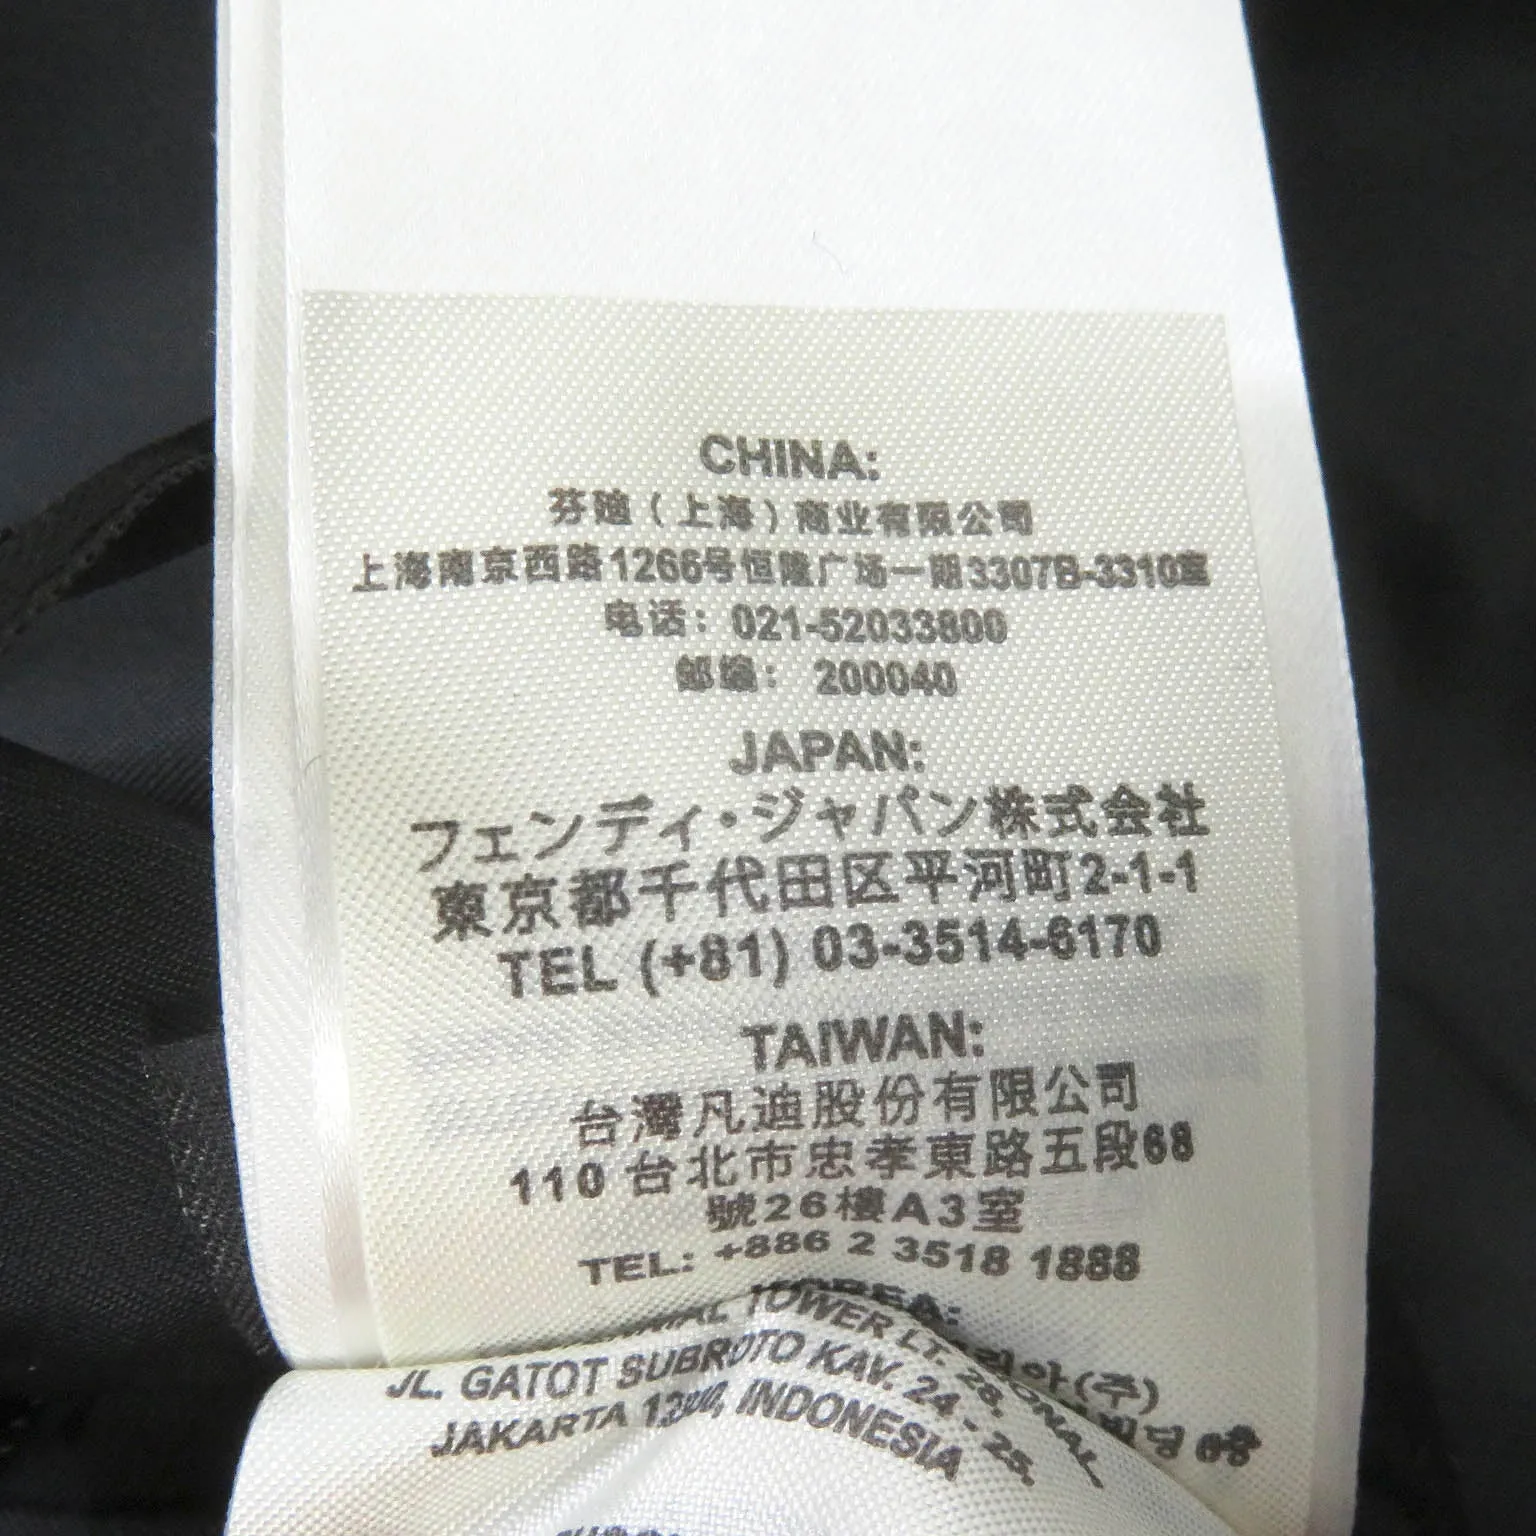 CHINA:
芬迪（上海）商业有限公司
上海南京西路1266号恒隆广场一期3307B-3310室
电话：021-52033800
邮编：200040
JAPAN:
フェンディ・ジャパン株式会社
東京都千代田区平河町2-1-1
TEL (+81) 03-3514-6170
TAIWAN:
台灣凡迪股份有限公司
110 台北市忠孝東路五段68
號26樓A3室
TEL: +886 2 3518 1888
TOWER LT. 28,
(주)
JL. GATOT SUBROTO KAV. 24 - 25.
JAKARTA INDONESIA